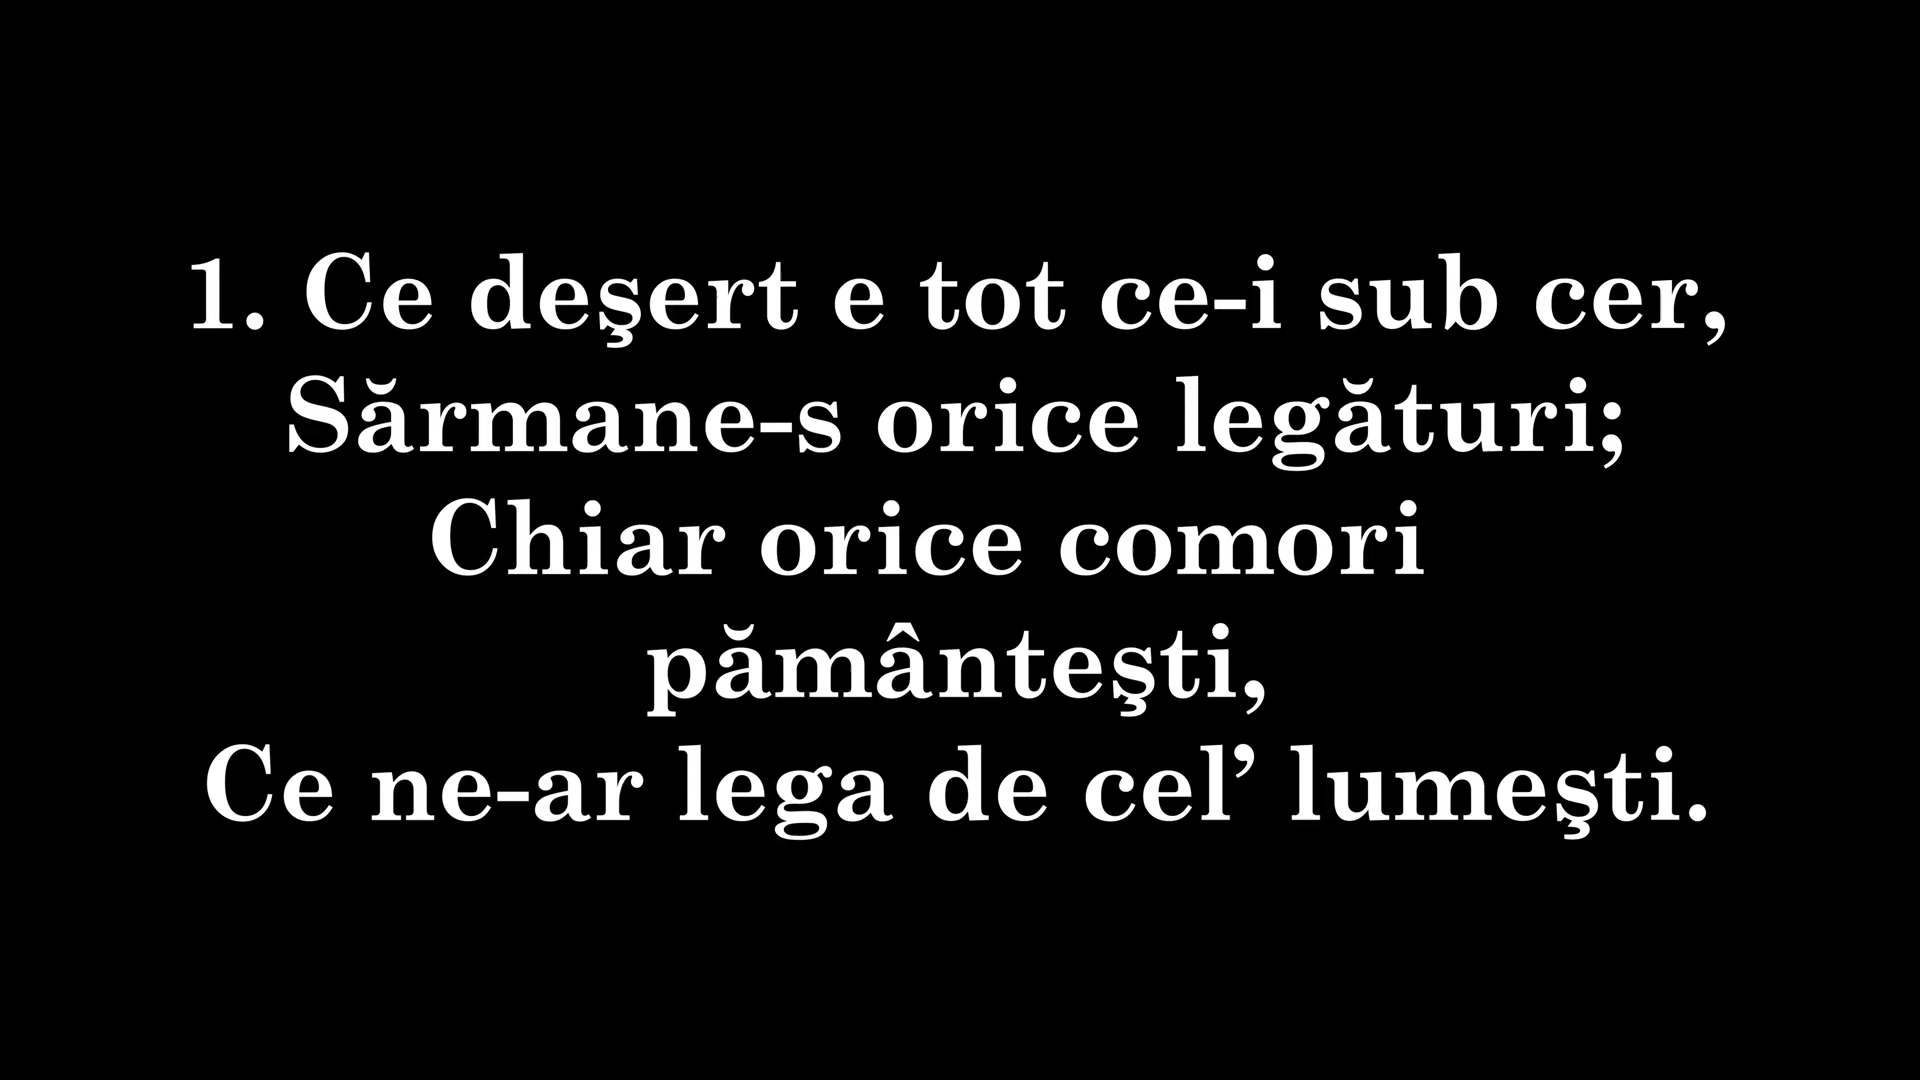 1. Ce deşert e tot ce-i sub cer,
Sărmane-s orice legături;
Chiar orice comori
pământeşti,
Ce ne-ar lega de cel’ lumeşti.